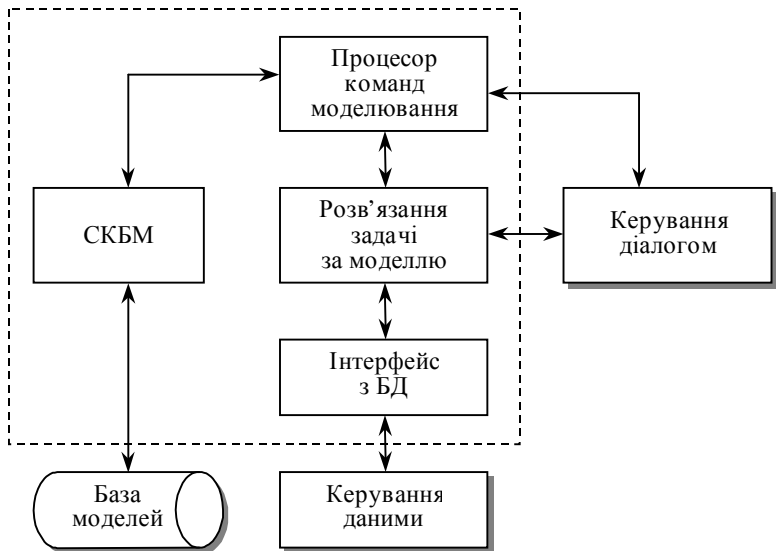 Процесор
команд
моделювання
СКБМ
Розв’язання
задачі
за моделлю
Керування
діалогом
Інтерфейс
з БД
База
моделей
Керування
даними